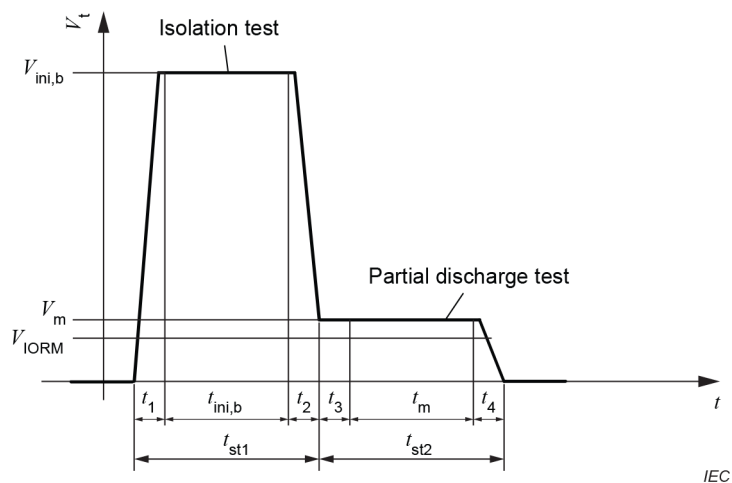 V_t
Isolation test
V_ini,b
Partial discharge test
V_m
V_IORM
t_1
t_ini,b
t_2
t_3
t_m
t_4
t
t_st1
t_st2
IEC